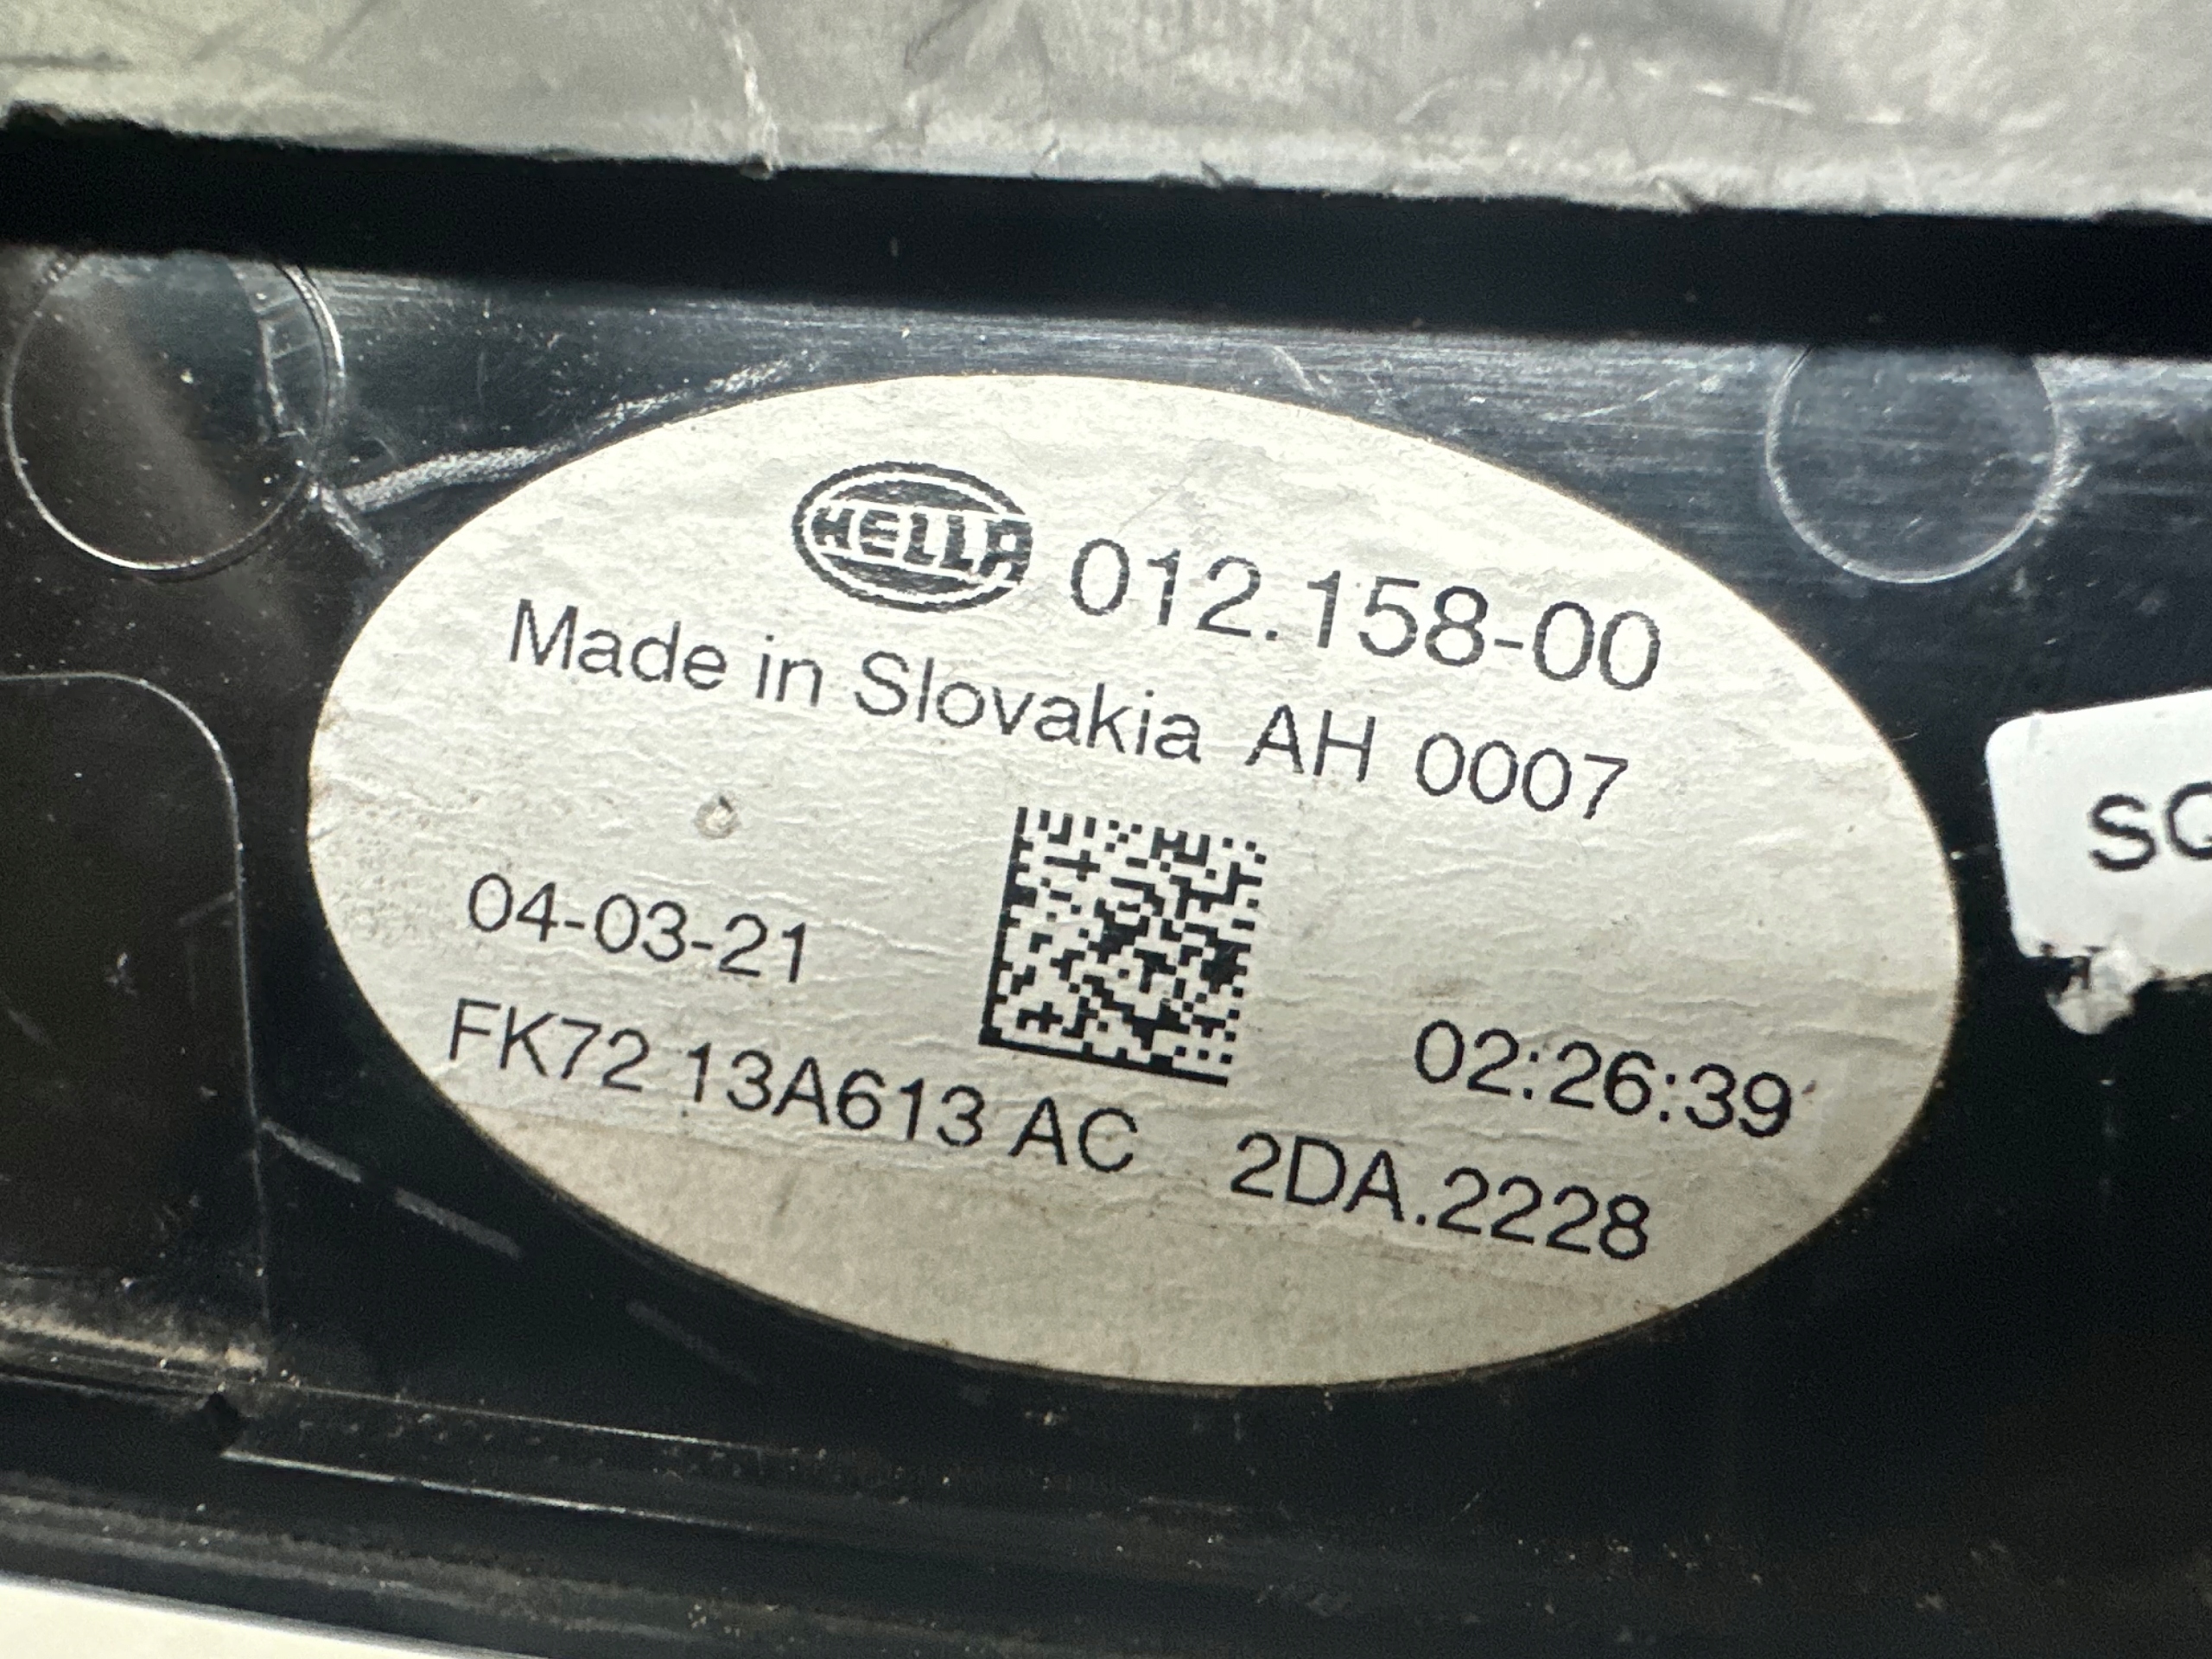 HELLA 012.158-00
Made in Slovakia AH 0007
04-03-21
02:26:39
FK72 13A613 AC 2DA.2228